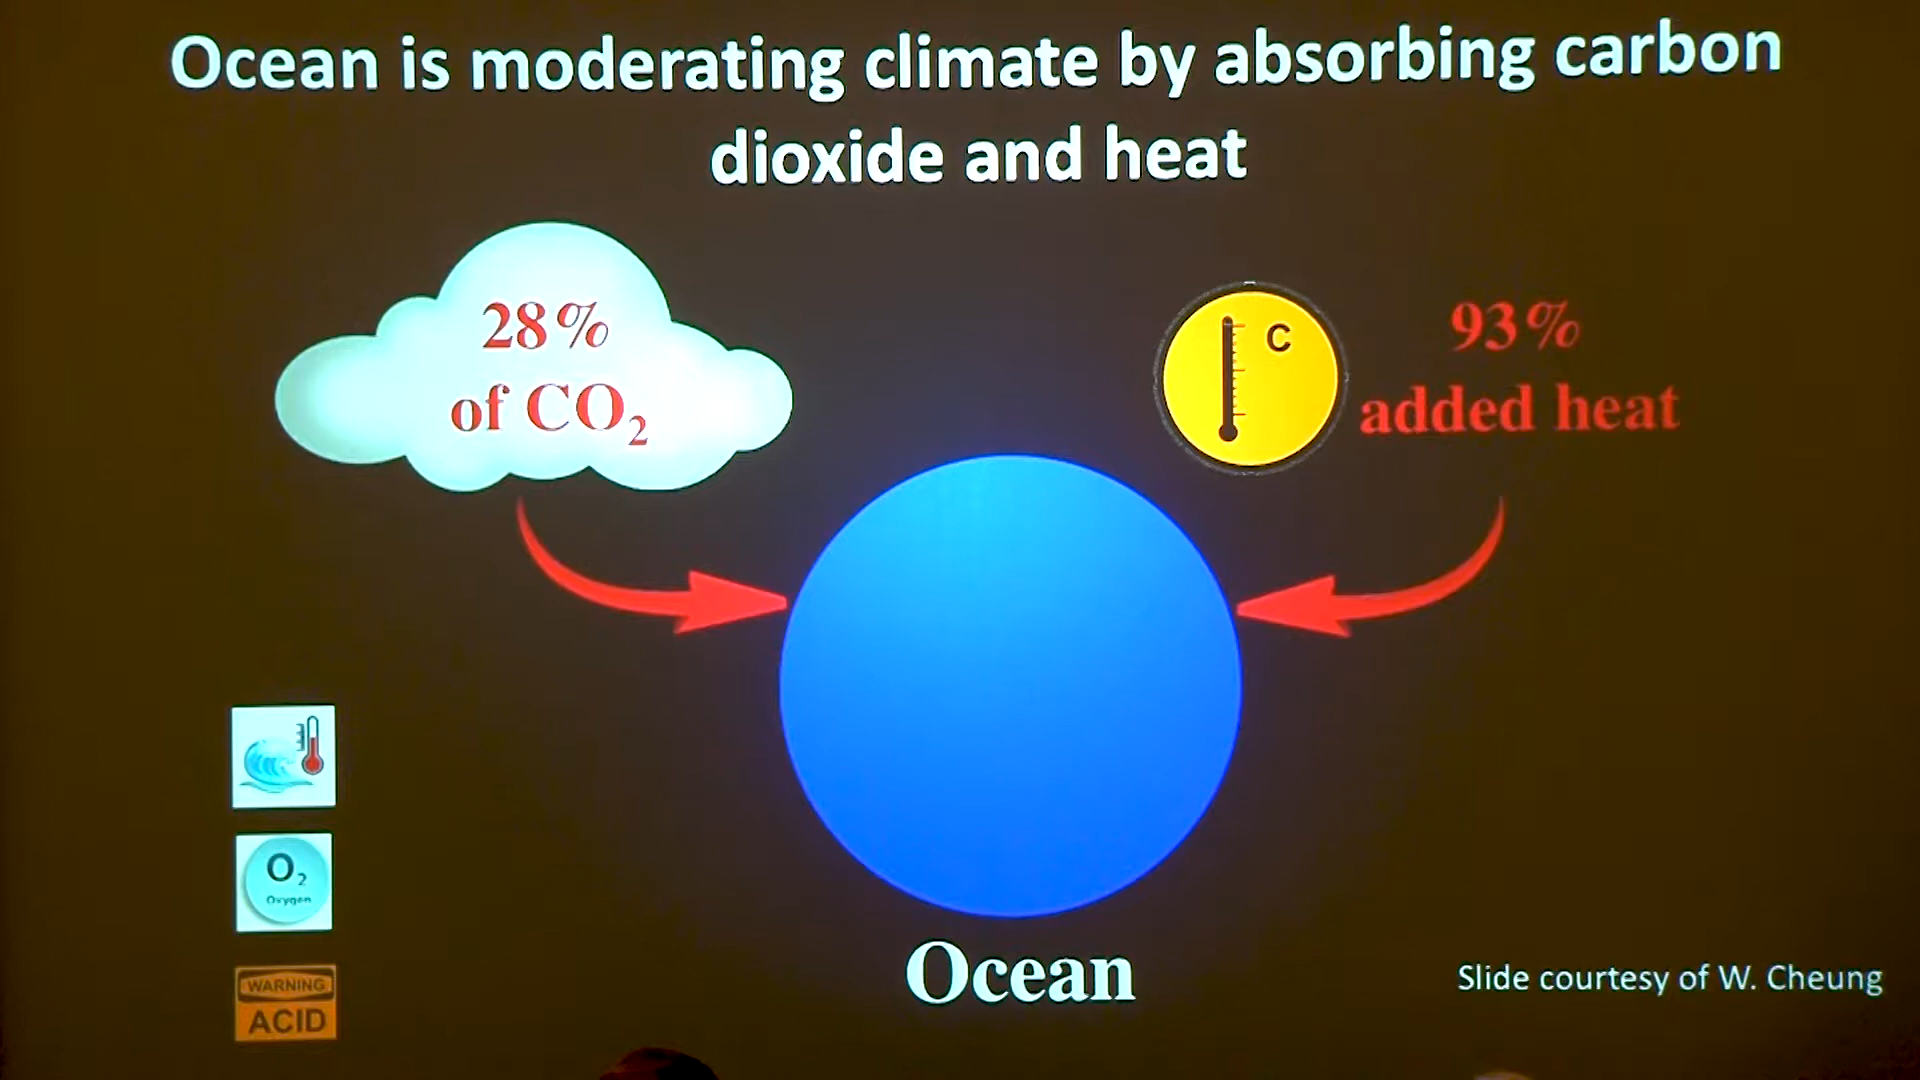 Ocean is moderating climate by absorbing carbon
dioxide and heat
28%
of CO₂
C
93%
added heat
O₂
Oxygen
WARNING
ACID
Ocean
Slide courtesy of W. Cheung